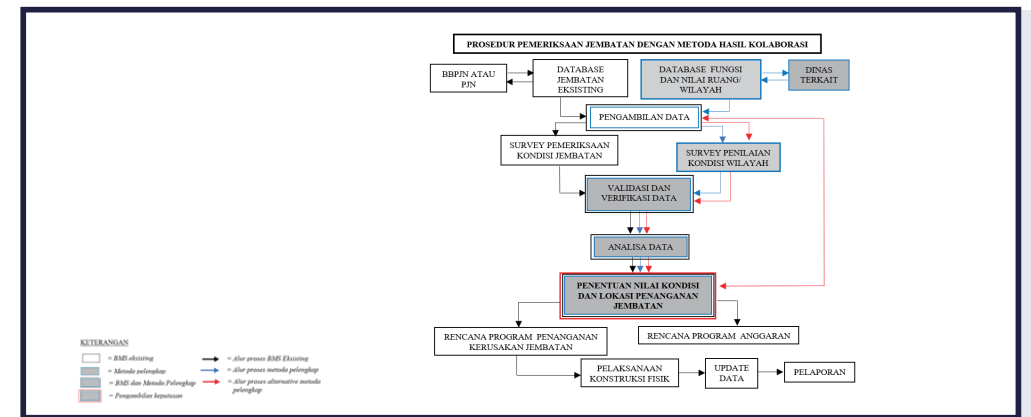 PROSEDUR PEMERIKSAAN JEMBATAN DENGAN METODA HASIL KOLABORASI
BBPJN ATAU
PJN
DATABASE
JEMBATAN
EKSISTING
DATABASE FUNGSI
DAN NILAI RUANG/
WILAYAH
DINAS
TERKAIT
PENGAMBILAN DATA
SURVEY PEMERIKSAAN
KONDISI JEMBATAN
SURVEY PENILAIAN
KONDISI WILAYAH
VALIDASI DAN
VERIFIKASI DATA
ANALISA DATA
PENENTUAN NILAI KONDISI
DAN LOKASI PENANGANAN
JEMBATAN
RENCANA PROGRAM PENANGANAN
KERUSAKAN JEMBATAN
RENCANA PROGRAM ANGGARAN
PELAKSANAAN
KONSTRUKSI FISIK
UPDATE
DATA
PELAPORAN
KETERANGAN
= BMS eksisting
= Metoda pelengkap
= BMS dan Metoda Pelengkap
= Pengambilan keputusan
= Alur proses BMS Eksisting
= Alur proses metoda pelengkap
= Alur proses alternative metoda
pelengkap